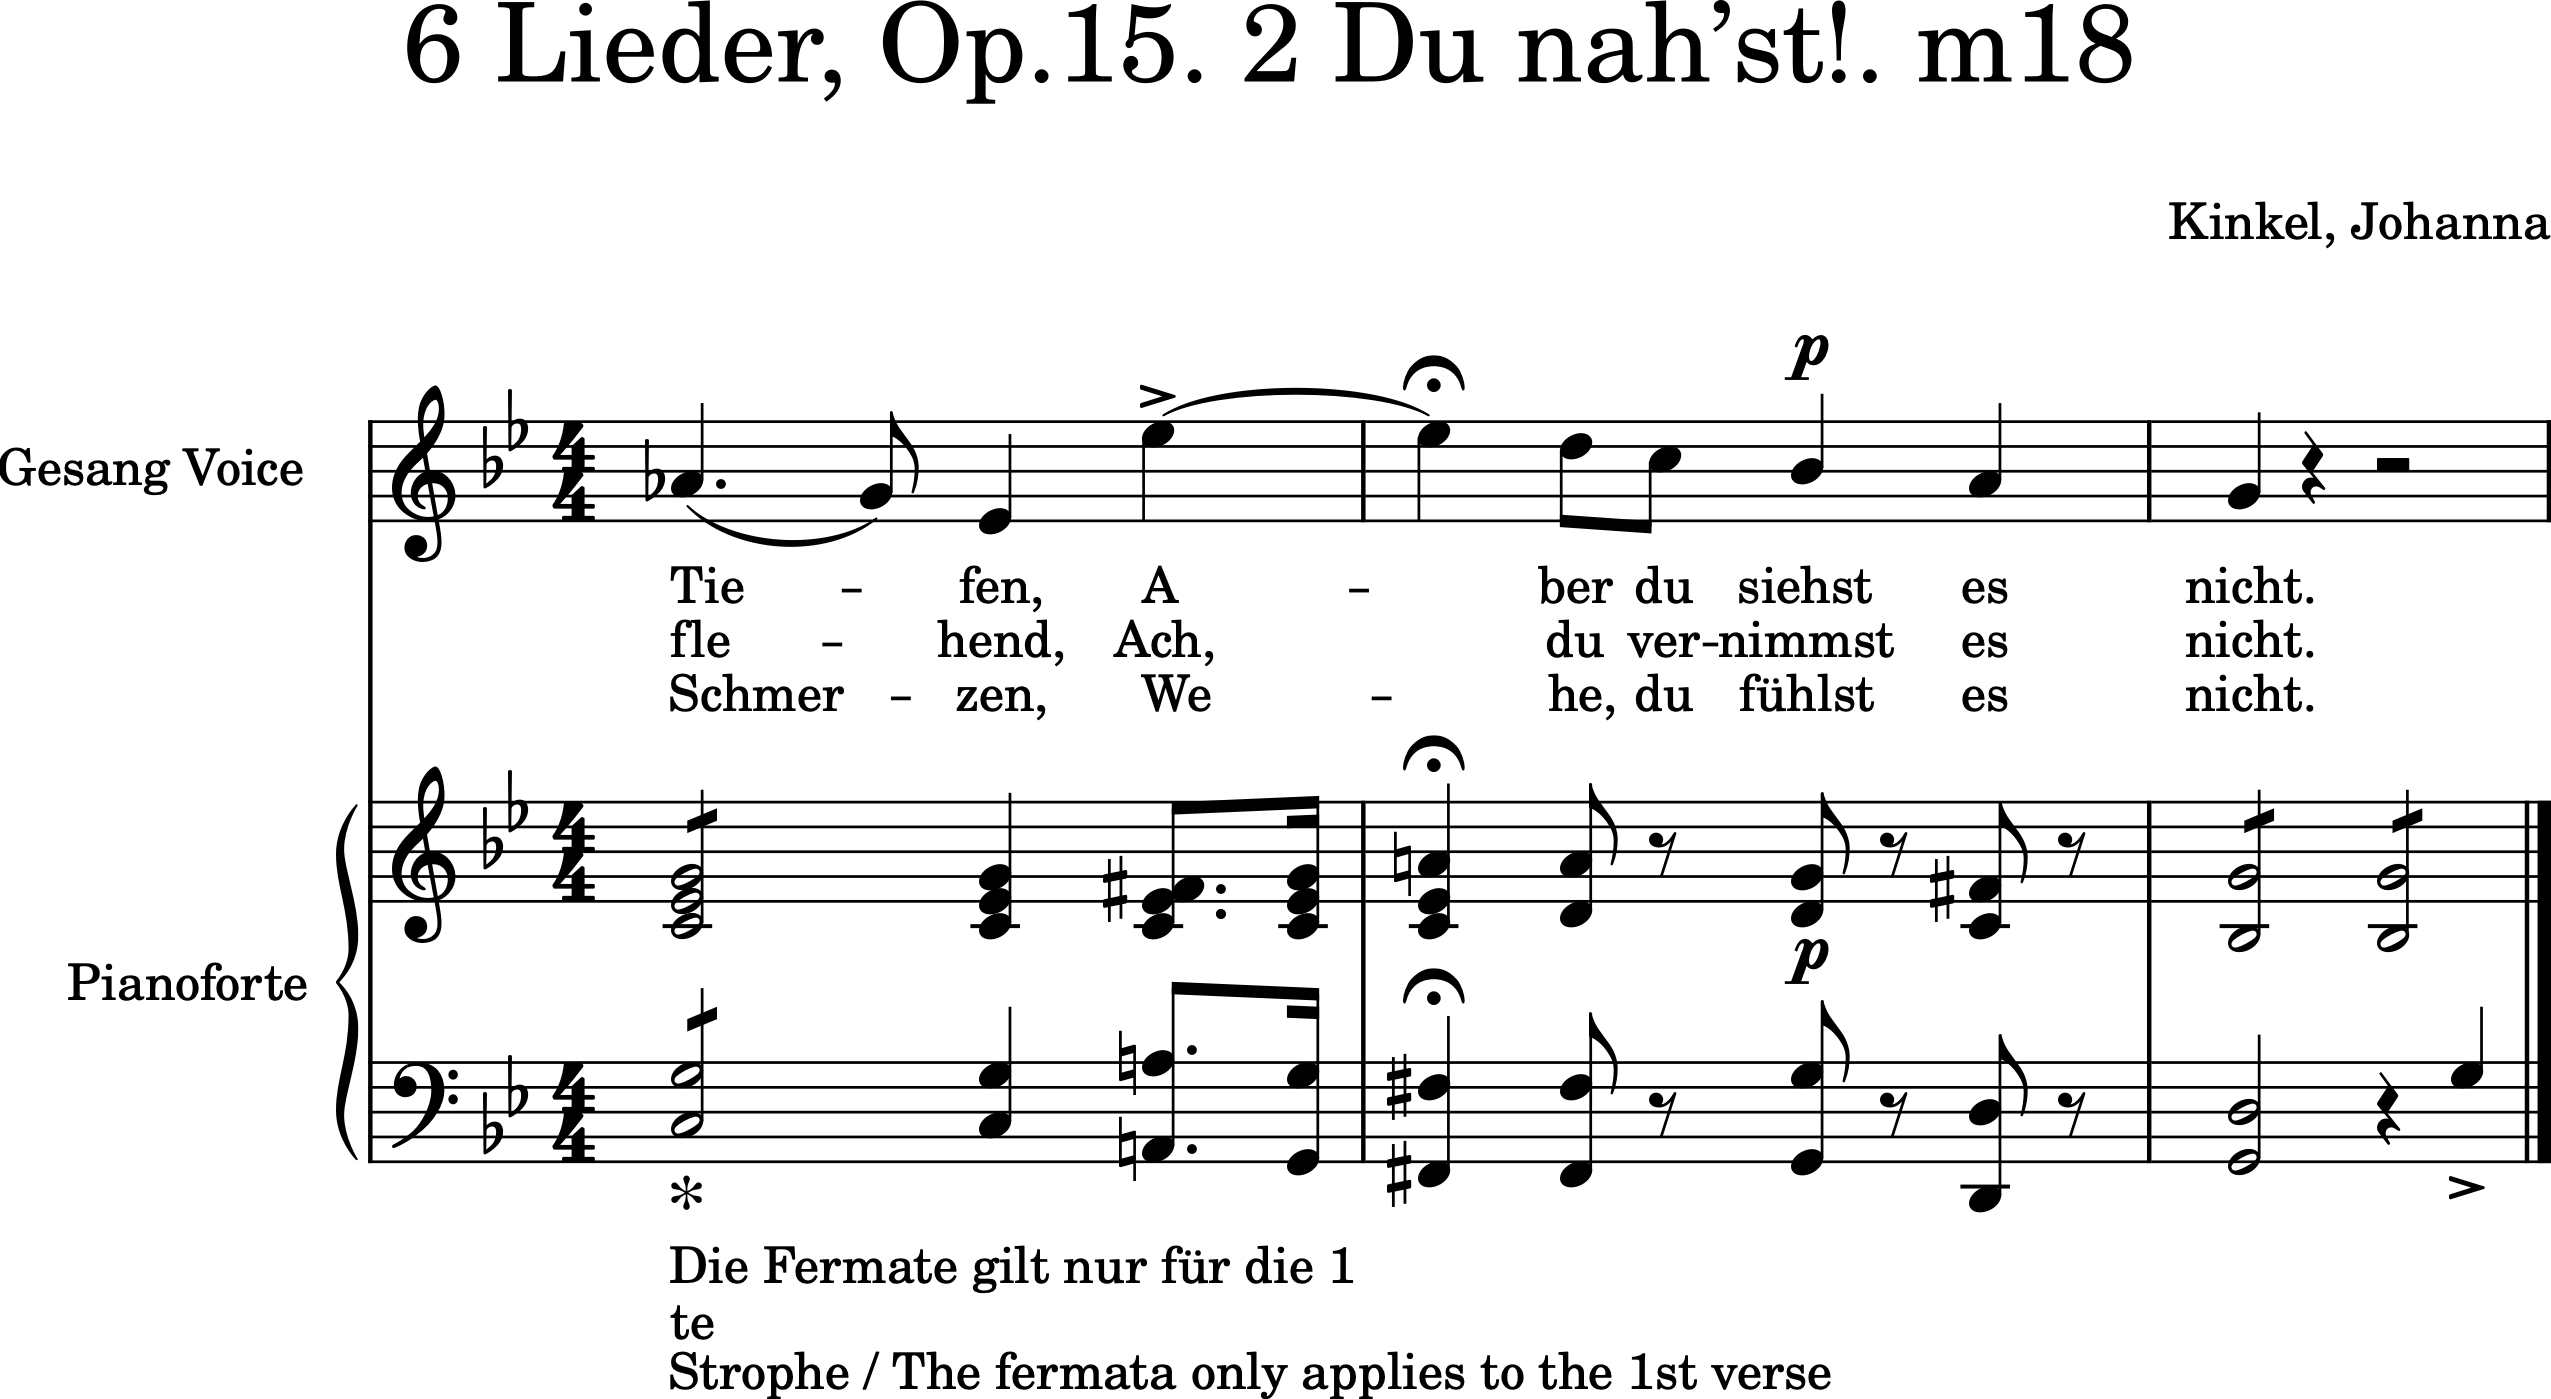 6 Lieder, Op.15. 2 Du nah’st!. m18
Kinkel, Johanna
p
Gesang Voice
Tie – fen, A – ber du siehst es nicht.
fle – hend, Ach, du ver-nimmst es nicht.
Schmer – zen, We – he, du fühlst es nicht.
Pianoforte
p
*
Die Fermate gilt nur für die 1
te
Strophe / The fermata only applies to the 1st verse